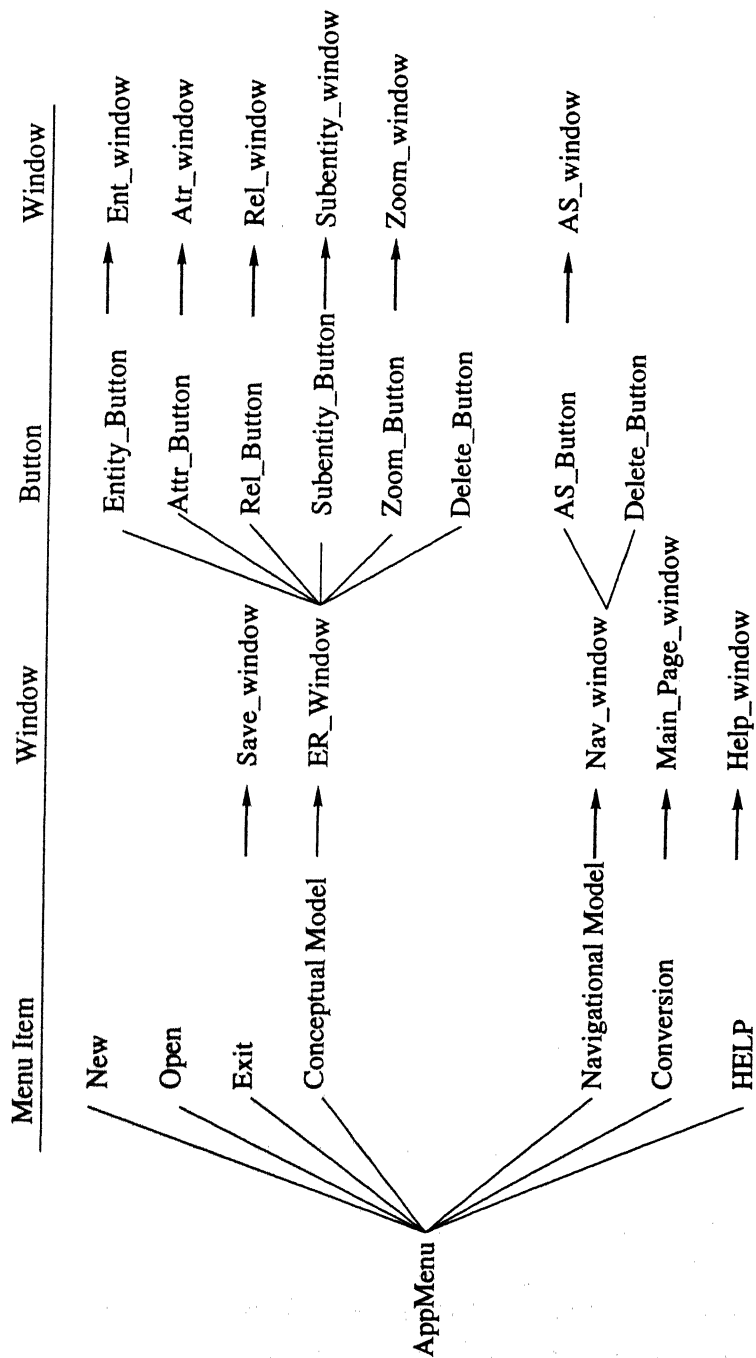 Menu Item Window Button Window
New Entity_Button Ent_window
Open Attr_Button Atr_window
Exit Save_window Rel_Button Rel_window
Conceptual Model ER_Window Subentity_Button Subentity_window
Zoom_Button Zoom_window
AppMenu
Delete_Button
Navigational Model Nav_window AS_Button AS_window
Conversion Main_Page_window Delete_Button
HELP Help_window